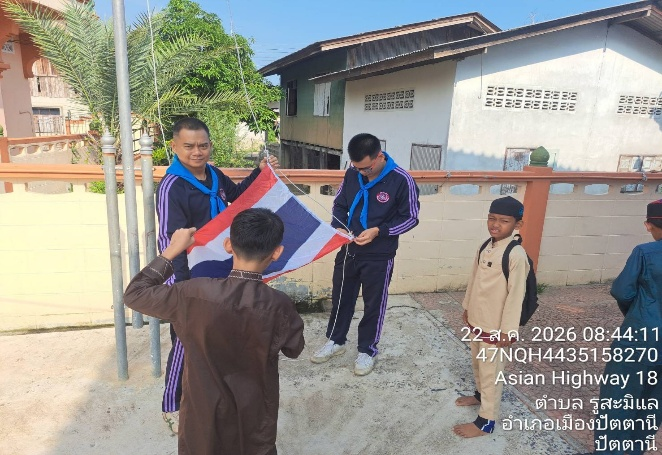 22 ส.ค. 2026 08:44:11
47NQH4435158270
Asian Highway 18
ตำบล รูสะมิแล
อำเภอเมืองปัตตานี
ปัตตานี